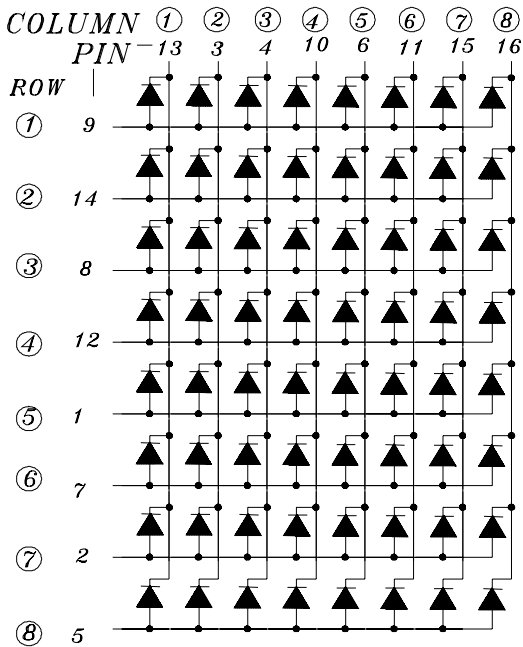 COLUMN ① ② ③ ④ ⑤ ⑥ ⑦ ⑧
PIN 13 3 4 10 6 11 15 16
ROW
① 9
② 14
③ 8
④ 12
⑤ 1
⑥ 7
⑦ 2
⑧ 5